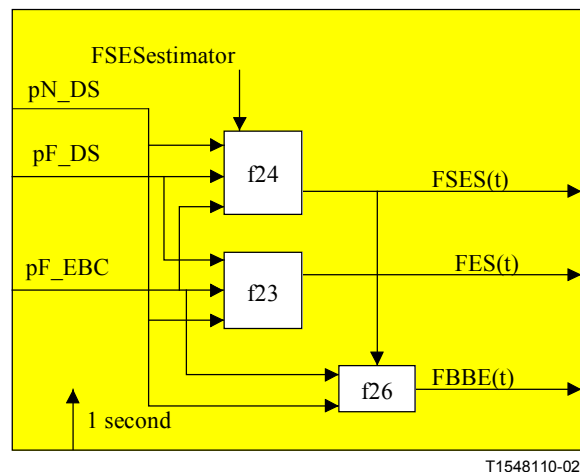 FSESestimator
pN_DS
pF_DS
f24
FSES(t)
pF_EBC
f23
FES(t)
f26
FBBE(t)
1 second
T1548110-02